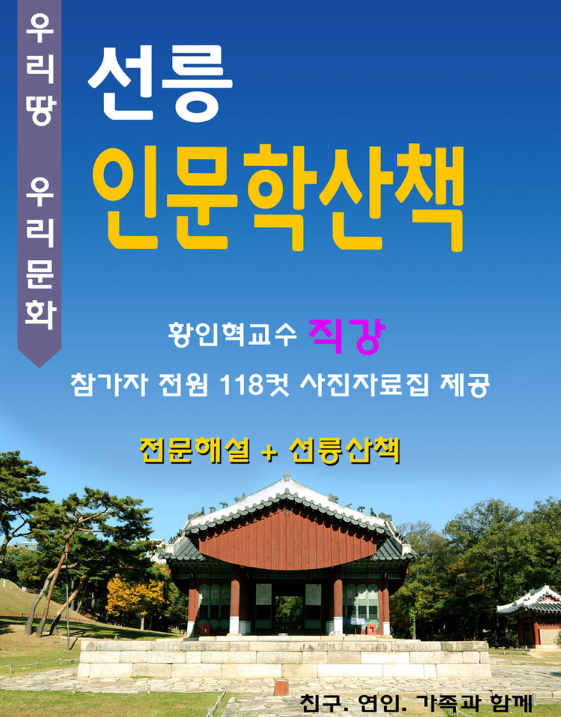 우리땅 우리문화
선릉
인문학산책
황인혁교수 직강
참가자 전원 118컷 사진자료집 제공
전문해설 + 선릉산책
친구. 연인. 가족과 함께